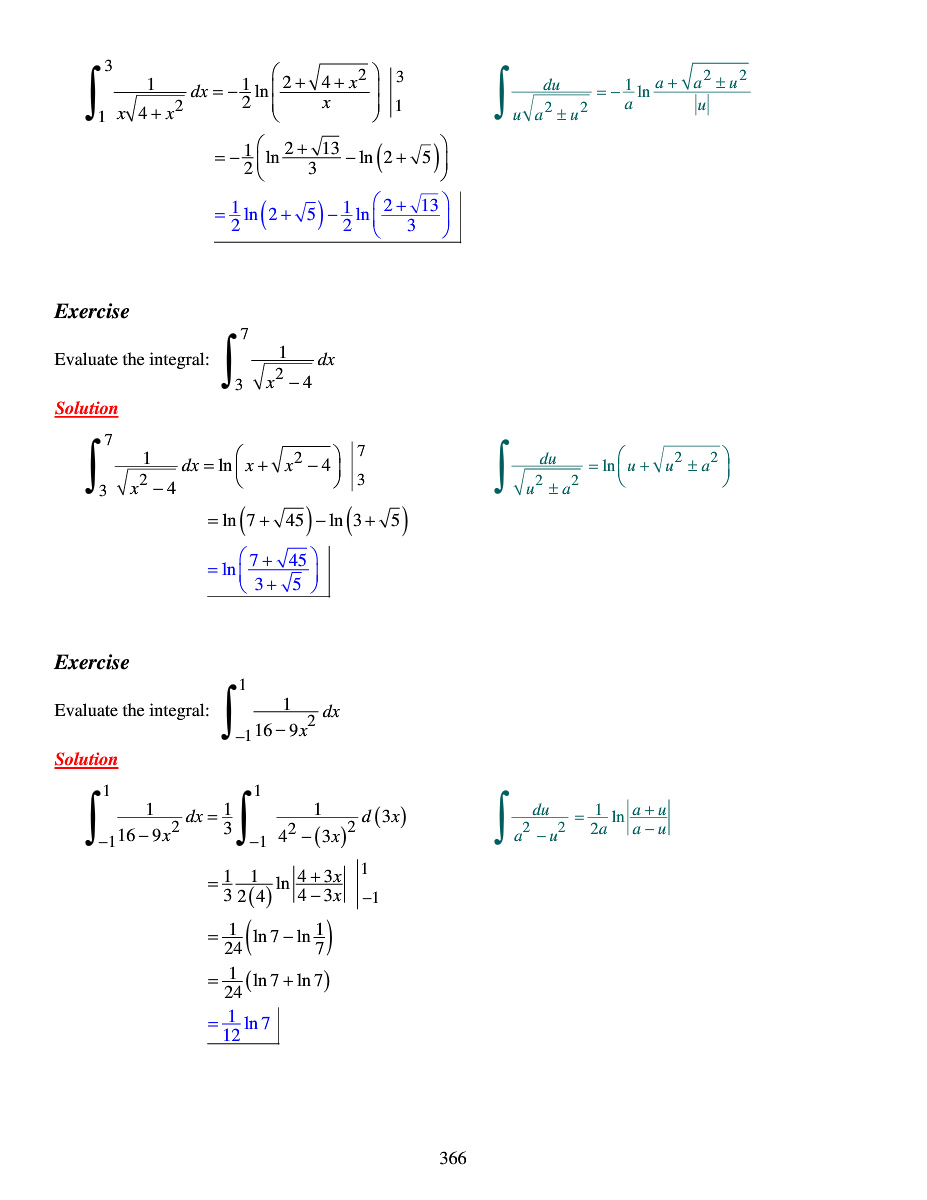 ∫₁³ 1/(x√(4+x²)) dx = −1/2 ln((2+√(4+x²))/x) |₁³    ∫ du/(u√(a²±u²)) = −1/a ln (a+√(a²±u²))/|u|
= −1/2 (ln (2+√13)/3 − ln(2+√5))
= 1/2 ln(2+√5) − 1/2 ln((2+√13)/3)
Exercise
Evaluate the integral: ∫₃⁷ 1/√(x²−4) dx
Solution
∫₃⁷ 1/√(x²−4) dx = ln(x+√(x²−4)) |₃⁷    ∫ du/√(u²±a²) = ln(u+√(u²±a²))
= ln(7+√45) − ln(3+√5)
= ln((7+√45)/(3+√5))
Exercise
Evaluate the integral: ∫₋₁¹ 1/(16−9x²) dx
Solution
∫₋₁¹ 1/(16−9x²) dx = 1/3 ∫₋₁¹ 1/(4²−(3x)²) d(3x)    ∫ du/(a²−u²) = 1/(2a) ln|(a+u)/(a−u)|
= 1/3 1/(2(4)) ln|(4+3x)/(4−3x)| |₋₁¹
= 1/24 (ln 7 − ln 1/7)
= 1/24 (ln 7 + ln 7)
= 1/12 ln 7
366